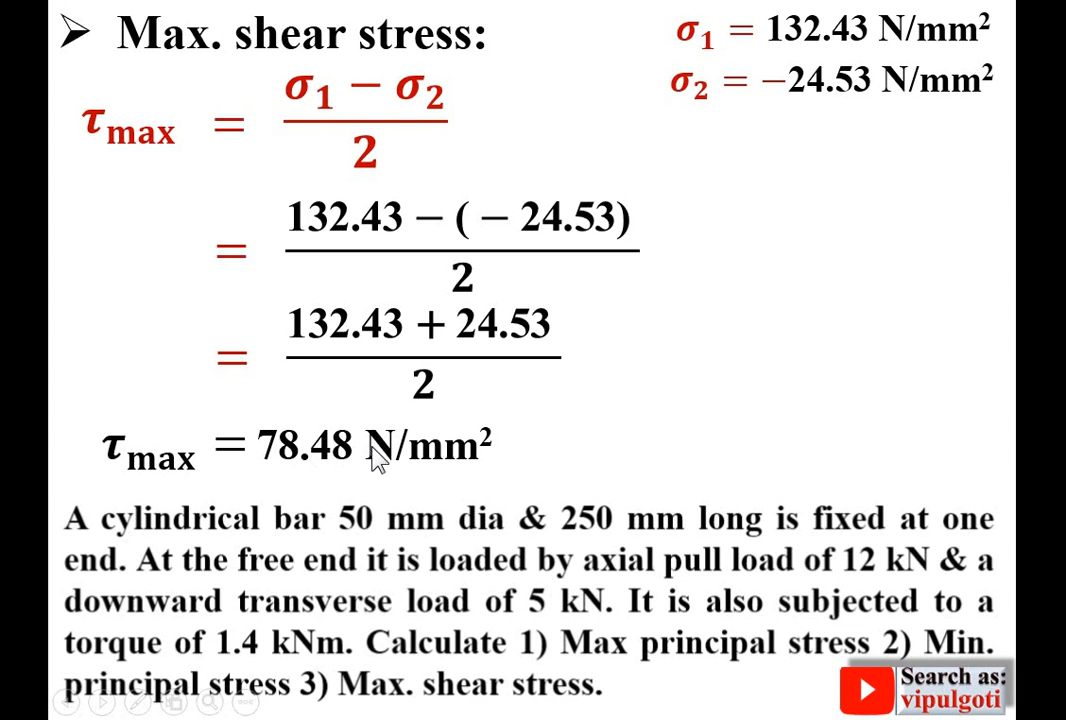 ➢ Max. shear stress:
σ1 = 132.43 N/mm²
σ2 = −24.53 N/mm²
τmax = (σ1 − σ2) / 2
= (132.43 − ( − 24.53)) / 2
= (132.43 + 24.53) / 2
τmax = 78.48 N/mm²
A cylindrical bar 50 mm dia & 250 mm long is fixed at one
end. At the free end it is loaded by axial pull load of 12 kN & a
downward transverse load of 5 kN. It is also subjected to a
torque of 1.4 kNm. Calculate 1) Max principal stress 2) Min.
principal stress 3) Max. shear stress.
Search as:
vipulgoti